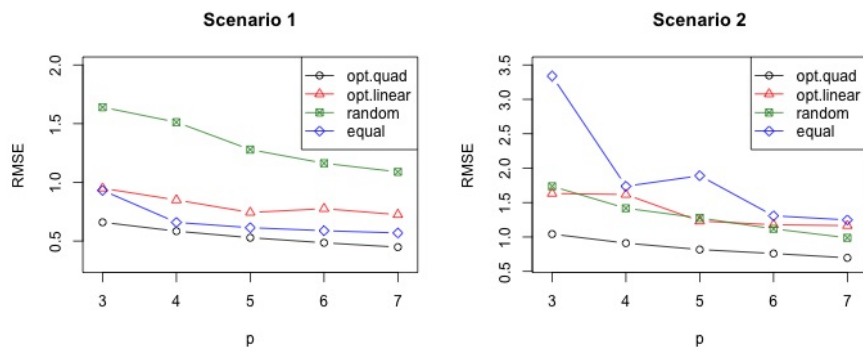 Scenario 1
RMSE
2.0
1.5
1.0
0.5
opt.quad
opt.linear
random
equal
3 4 5 6 7
p
Scenario 2
RMSE
3.5
3.0
2.5
2.0
1.5
1.0
0.5
opt.quad
opt.linear
random
equal
3 4 5 6 7
p